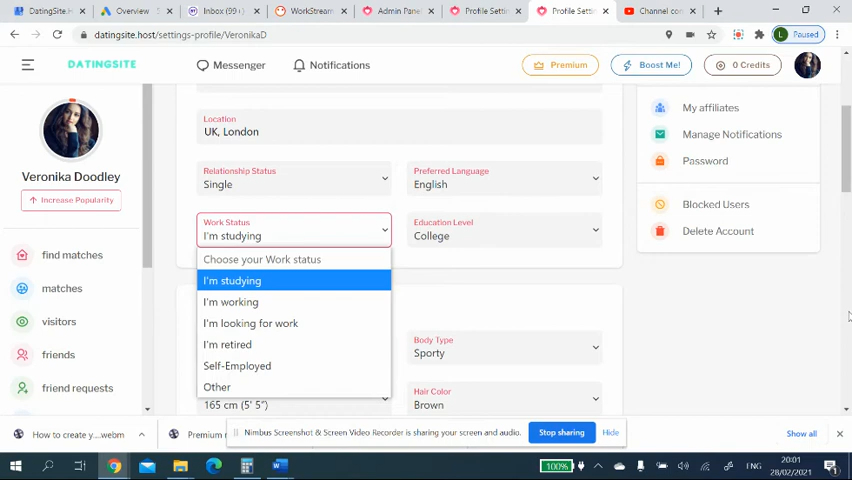 DatingSite.H
Overview
Inbox (99+)
WorkStream
Admin Pane
Profile Settin
Profile Settin
Channel con
datingsite.host/settings-profile/VeronikaD
L
Paused
DATINGSITE
Messenger
Notifications
Premium
Boost Me!
0 Credits
Veronika Doodley
Increase Popularity
find matches
matches
visitors
friends
friend requests
Location
UK, London
Relationship Status
Single
Preferred Language
English
Work Status
I'm studying
Education Level
College
Choose your Work status
I'm studying
I'm working
I'm looking for work
I'm retired
Self-Employed
Other
Body Type
Sporty
165 cm (5' 5")
Hair Color
Brown
My affiliates
Manage Notifications
Password
Blocked Users
Delete Account
How to create y....webm
Premium
Nimbus Screenshot & Screen Video Recorder is sharing your screen and audio.
Stop sharing
Hide
Show all
100%
ENG
20:01
28/02/2021